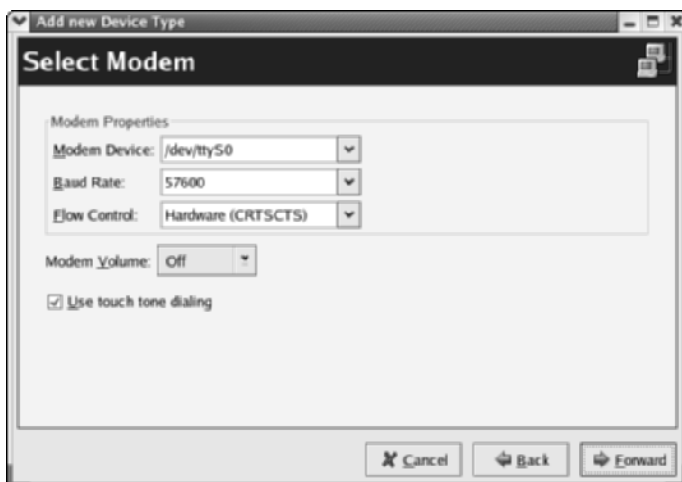 Add new Device Type
Select Modem
Modem Properties
Modem Device: /dev/ttyS0
Baud Rate: 57600
Flow Control: Hardware (CRTSCTS)
Modem Volume: Off
Use touch tone dialing
Cancel Back Forward